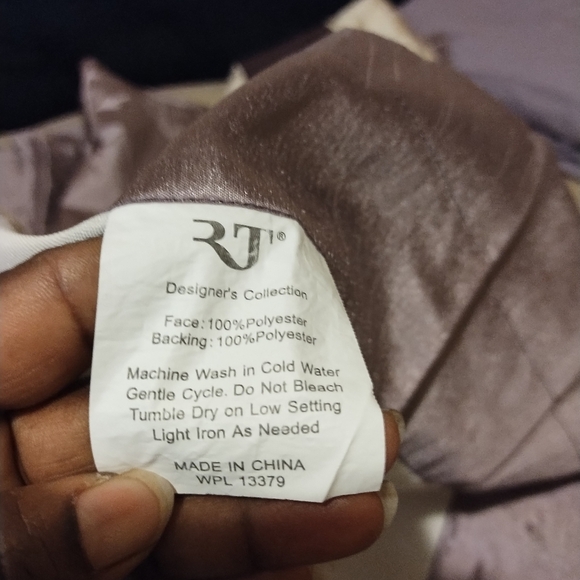 RT®
Designer's Collection
Face:100%Polyester
Backing:100%Polyester
Machine Wash in Cold Water
Gentle Cycle. Do Not Bleach
Tumble Dry on Low Setting
Light Iron As Needed
MADE IN CHINA
WPL 13379